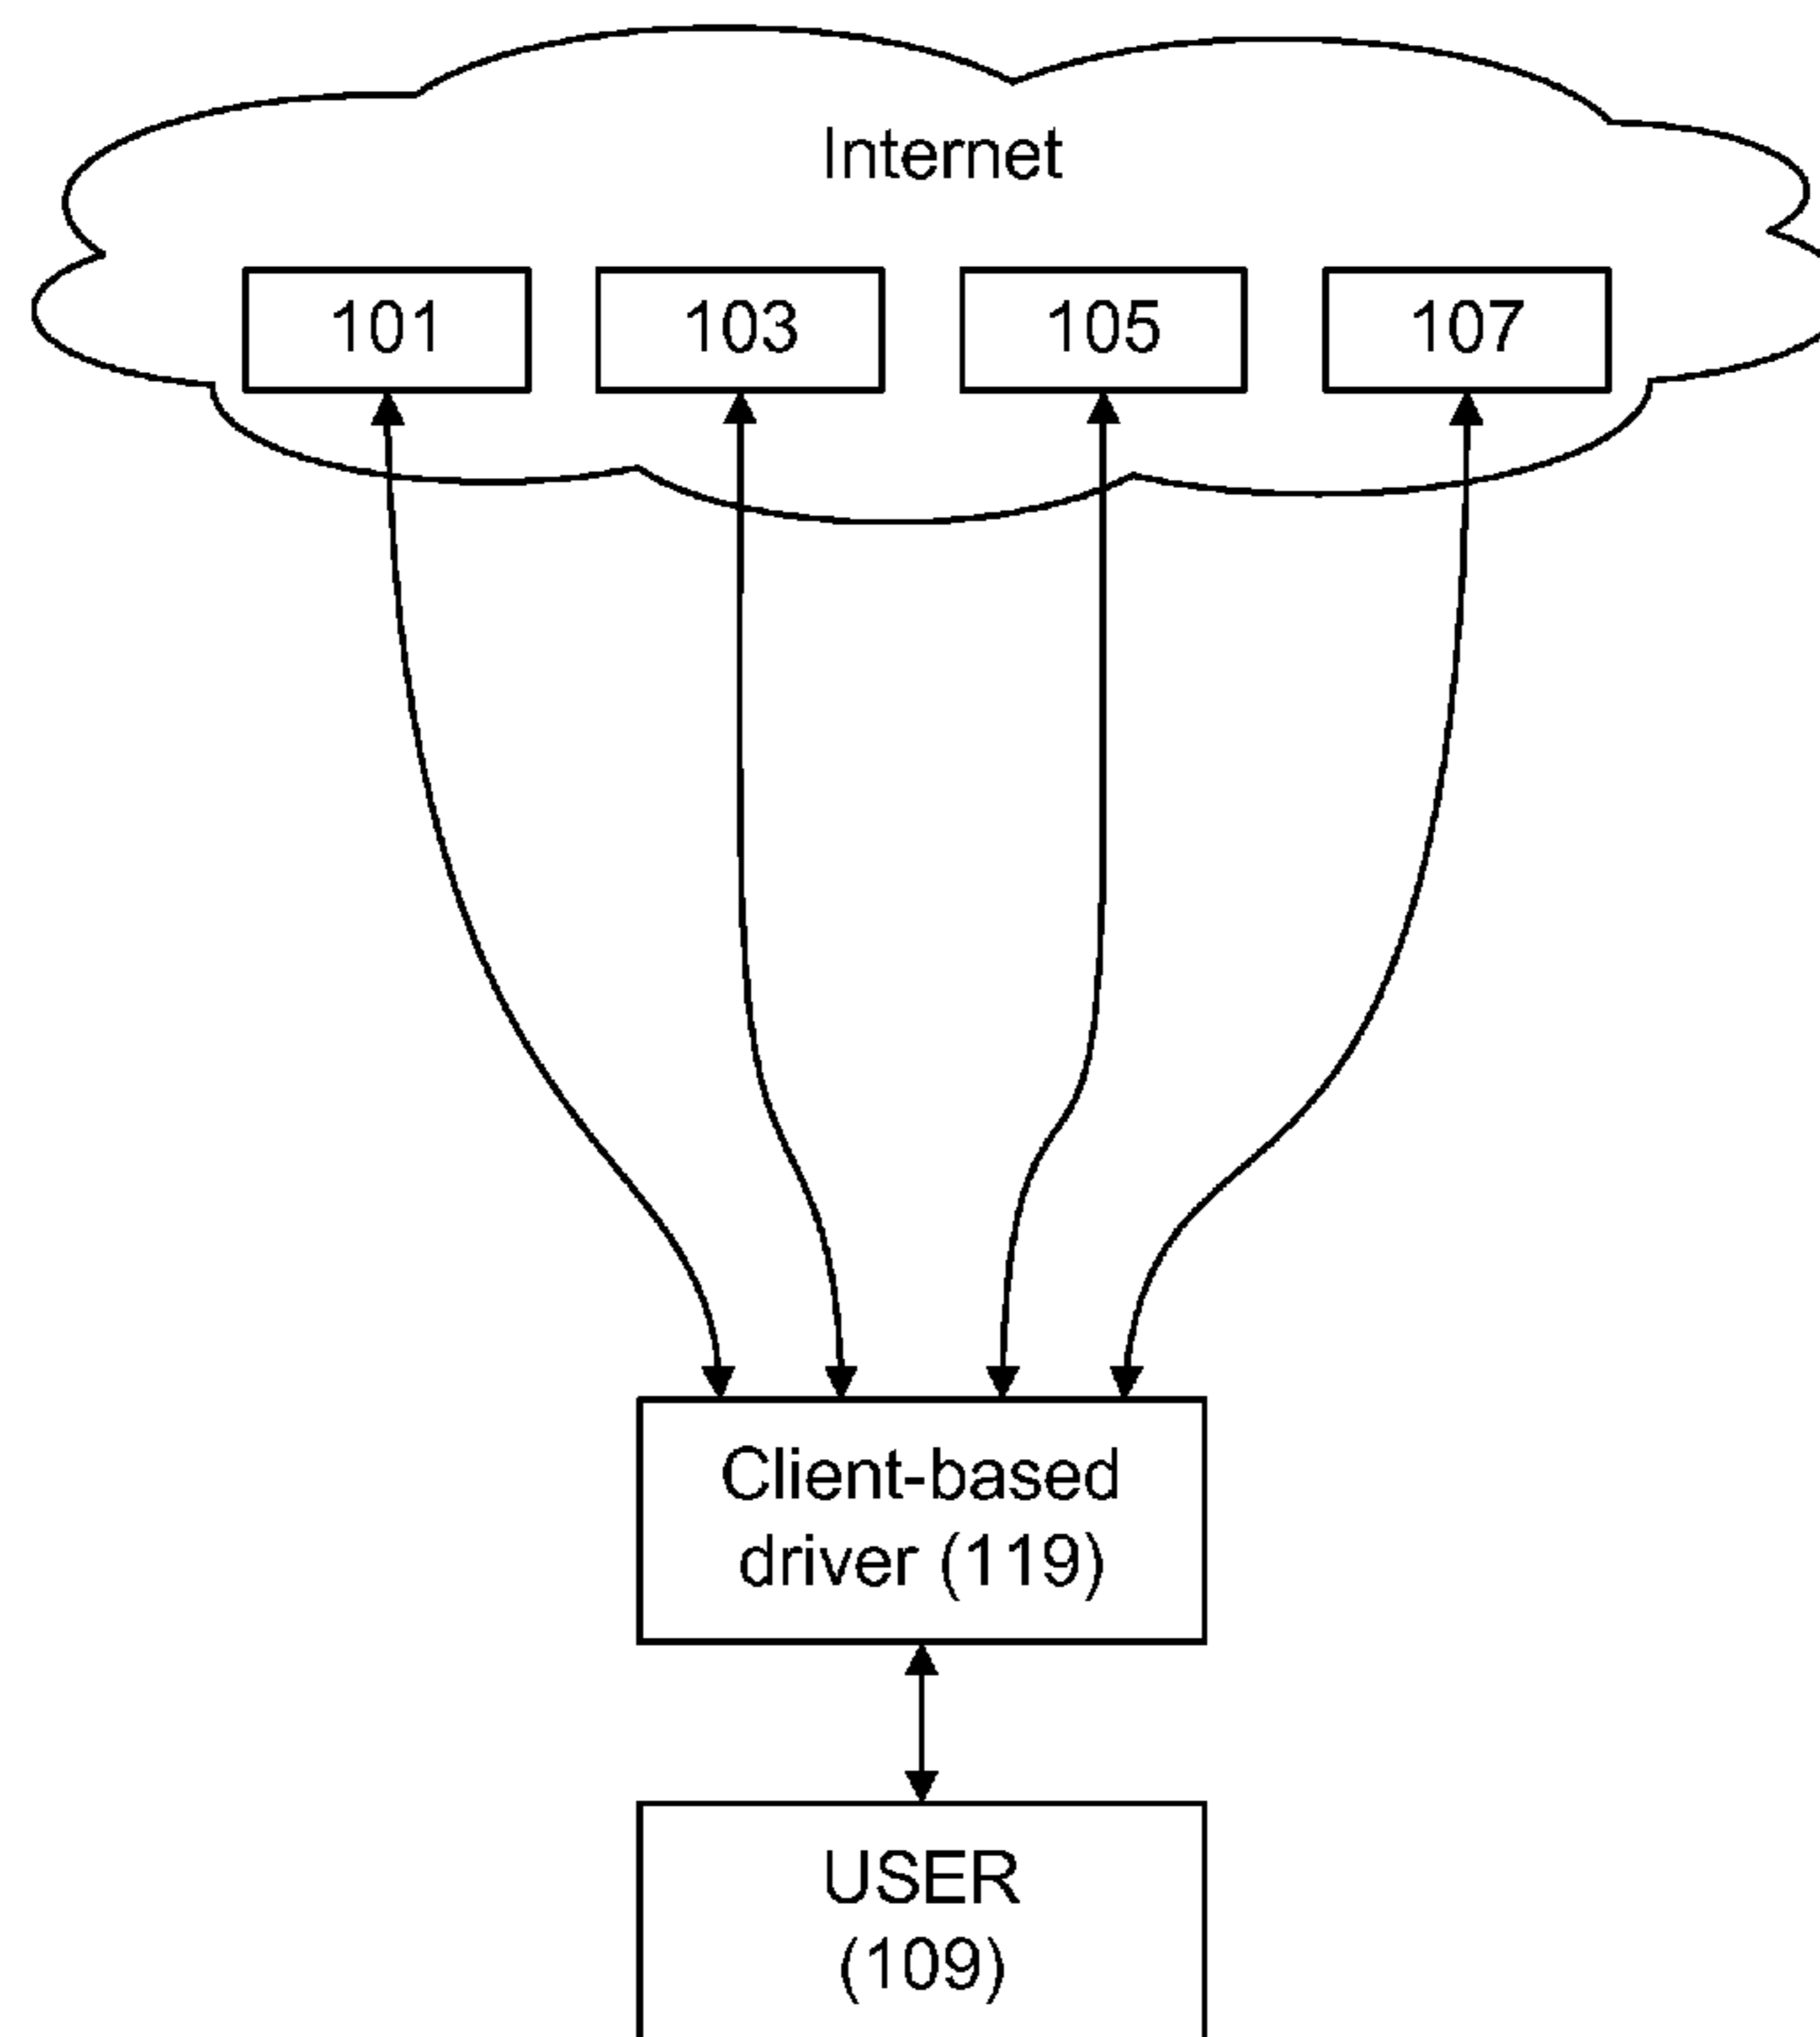 Internet
101 103 105 107
Client-based
driver (119)
USER
(109)